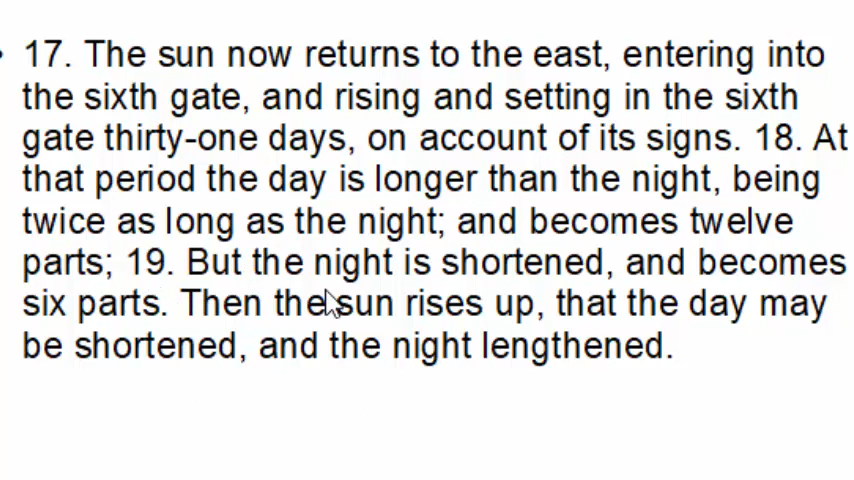 17. The sun now returns to the east, entering into
the sixth gate, and rising and setting in the sixth
gate thirty-one days, on account of its signs. 18. At
that period the day is longer than the night, being
twice as long as the night; and becomes twelve
parts; 19. But the night is shortened, and becomes
six parts. Then the sun rises up, that the day may
be shortened, and the night lengthened.